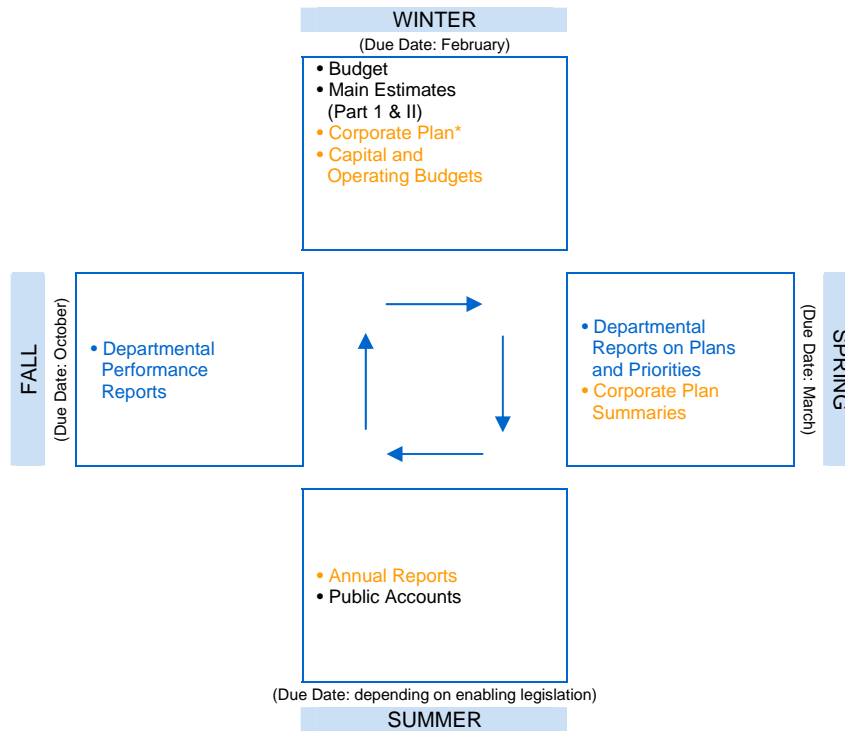 WINTER
(Due Date: February)
• Budget
• Main Estimates
(Part 1 & II)
• Corporate Plan*
• Capital and
Operating Budgets
FALL
(Due Date: October)
• Departmental
Performance
Reports
• Departmental
Reports on Plans
and Priorities
• Corporate Plan
Summaries
(Due Date: March)
SPRING
• Annual Reports
• Public Accounts
(Due Date: depending on enabling legislation)
SUMMER